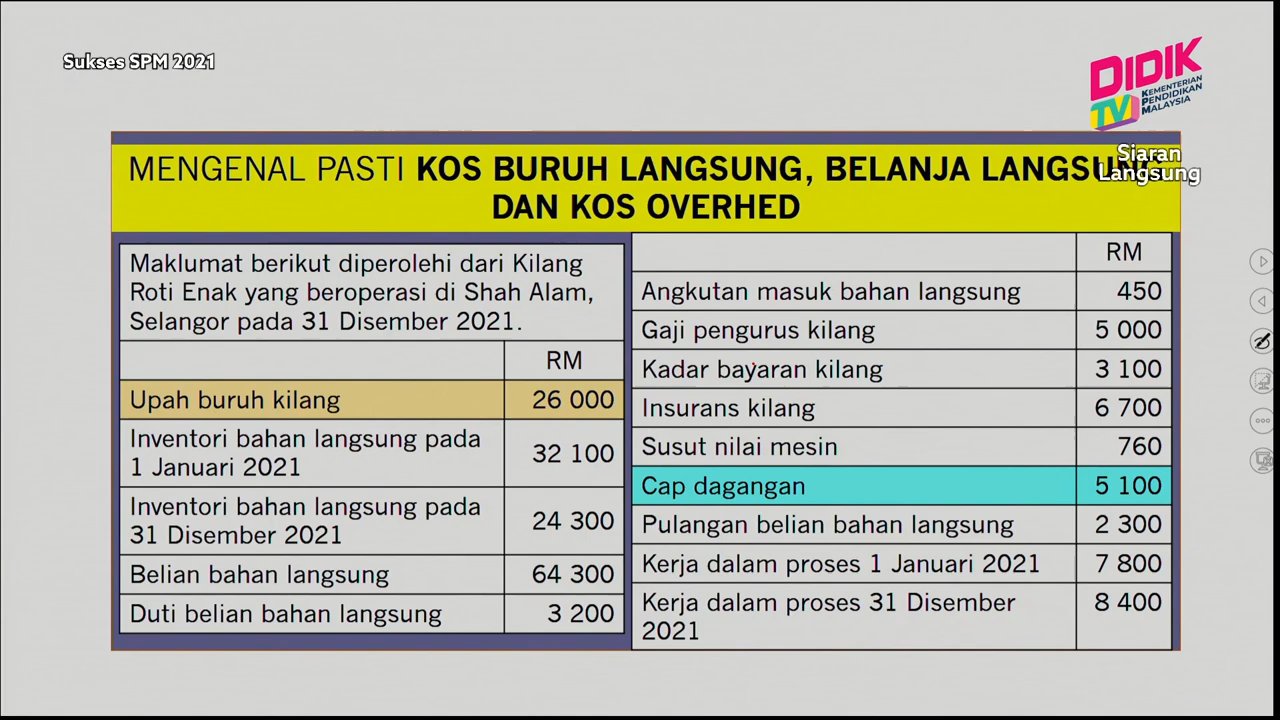 Sukses SPM 2021
DIDIK
TV
KEMENTERIAN
PENDIDIKAN
MALAYSIA
Siaran
Langsung
MENGENAL PASTI KOS BURUH LANGSUNG, BELANJA LANGSUNG
DAN KOS OVERHED
Maklumat berikut diperolehi dari Kilang
Roti Enak yang beroperasi di Shah Alam,
Selangor pada 31 Disember 2021.
RM
Upah buruh kilang 26 000
Inventori bahan langsung pada
1 Januari 2021 32 100
Inventori bahan langsung pada
31 Disember 2021 24 300
Belian bahan langsung 64 300
Duti belian bahan langsung 3 200
RM
Angkutan masuk bahan langsung 450
Gaji pengurus kilang 5 000
Kadar bayaran kilang 3 100
Insurans kilang 6 700
Susut nilai mesin 760
Cap dagangan 5 100
Pulangan belian bahan langsung 2 300
Kerja dalam proses 1 Januari 2021 7 800
Kerja dalam proses 31 Disember
2021 8 400